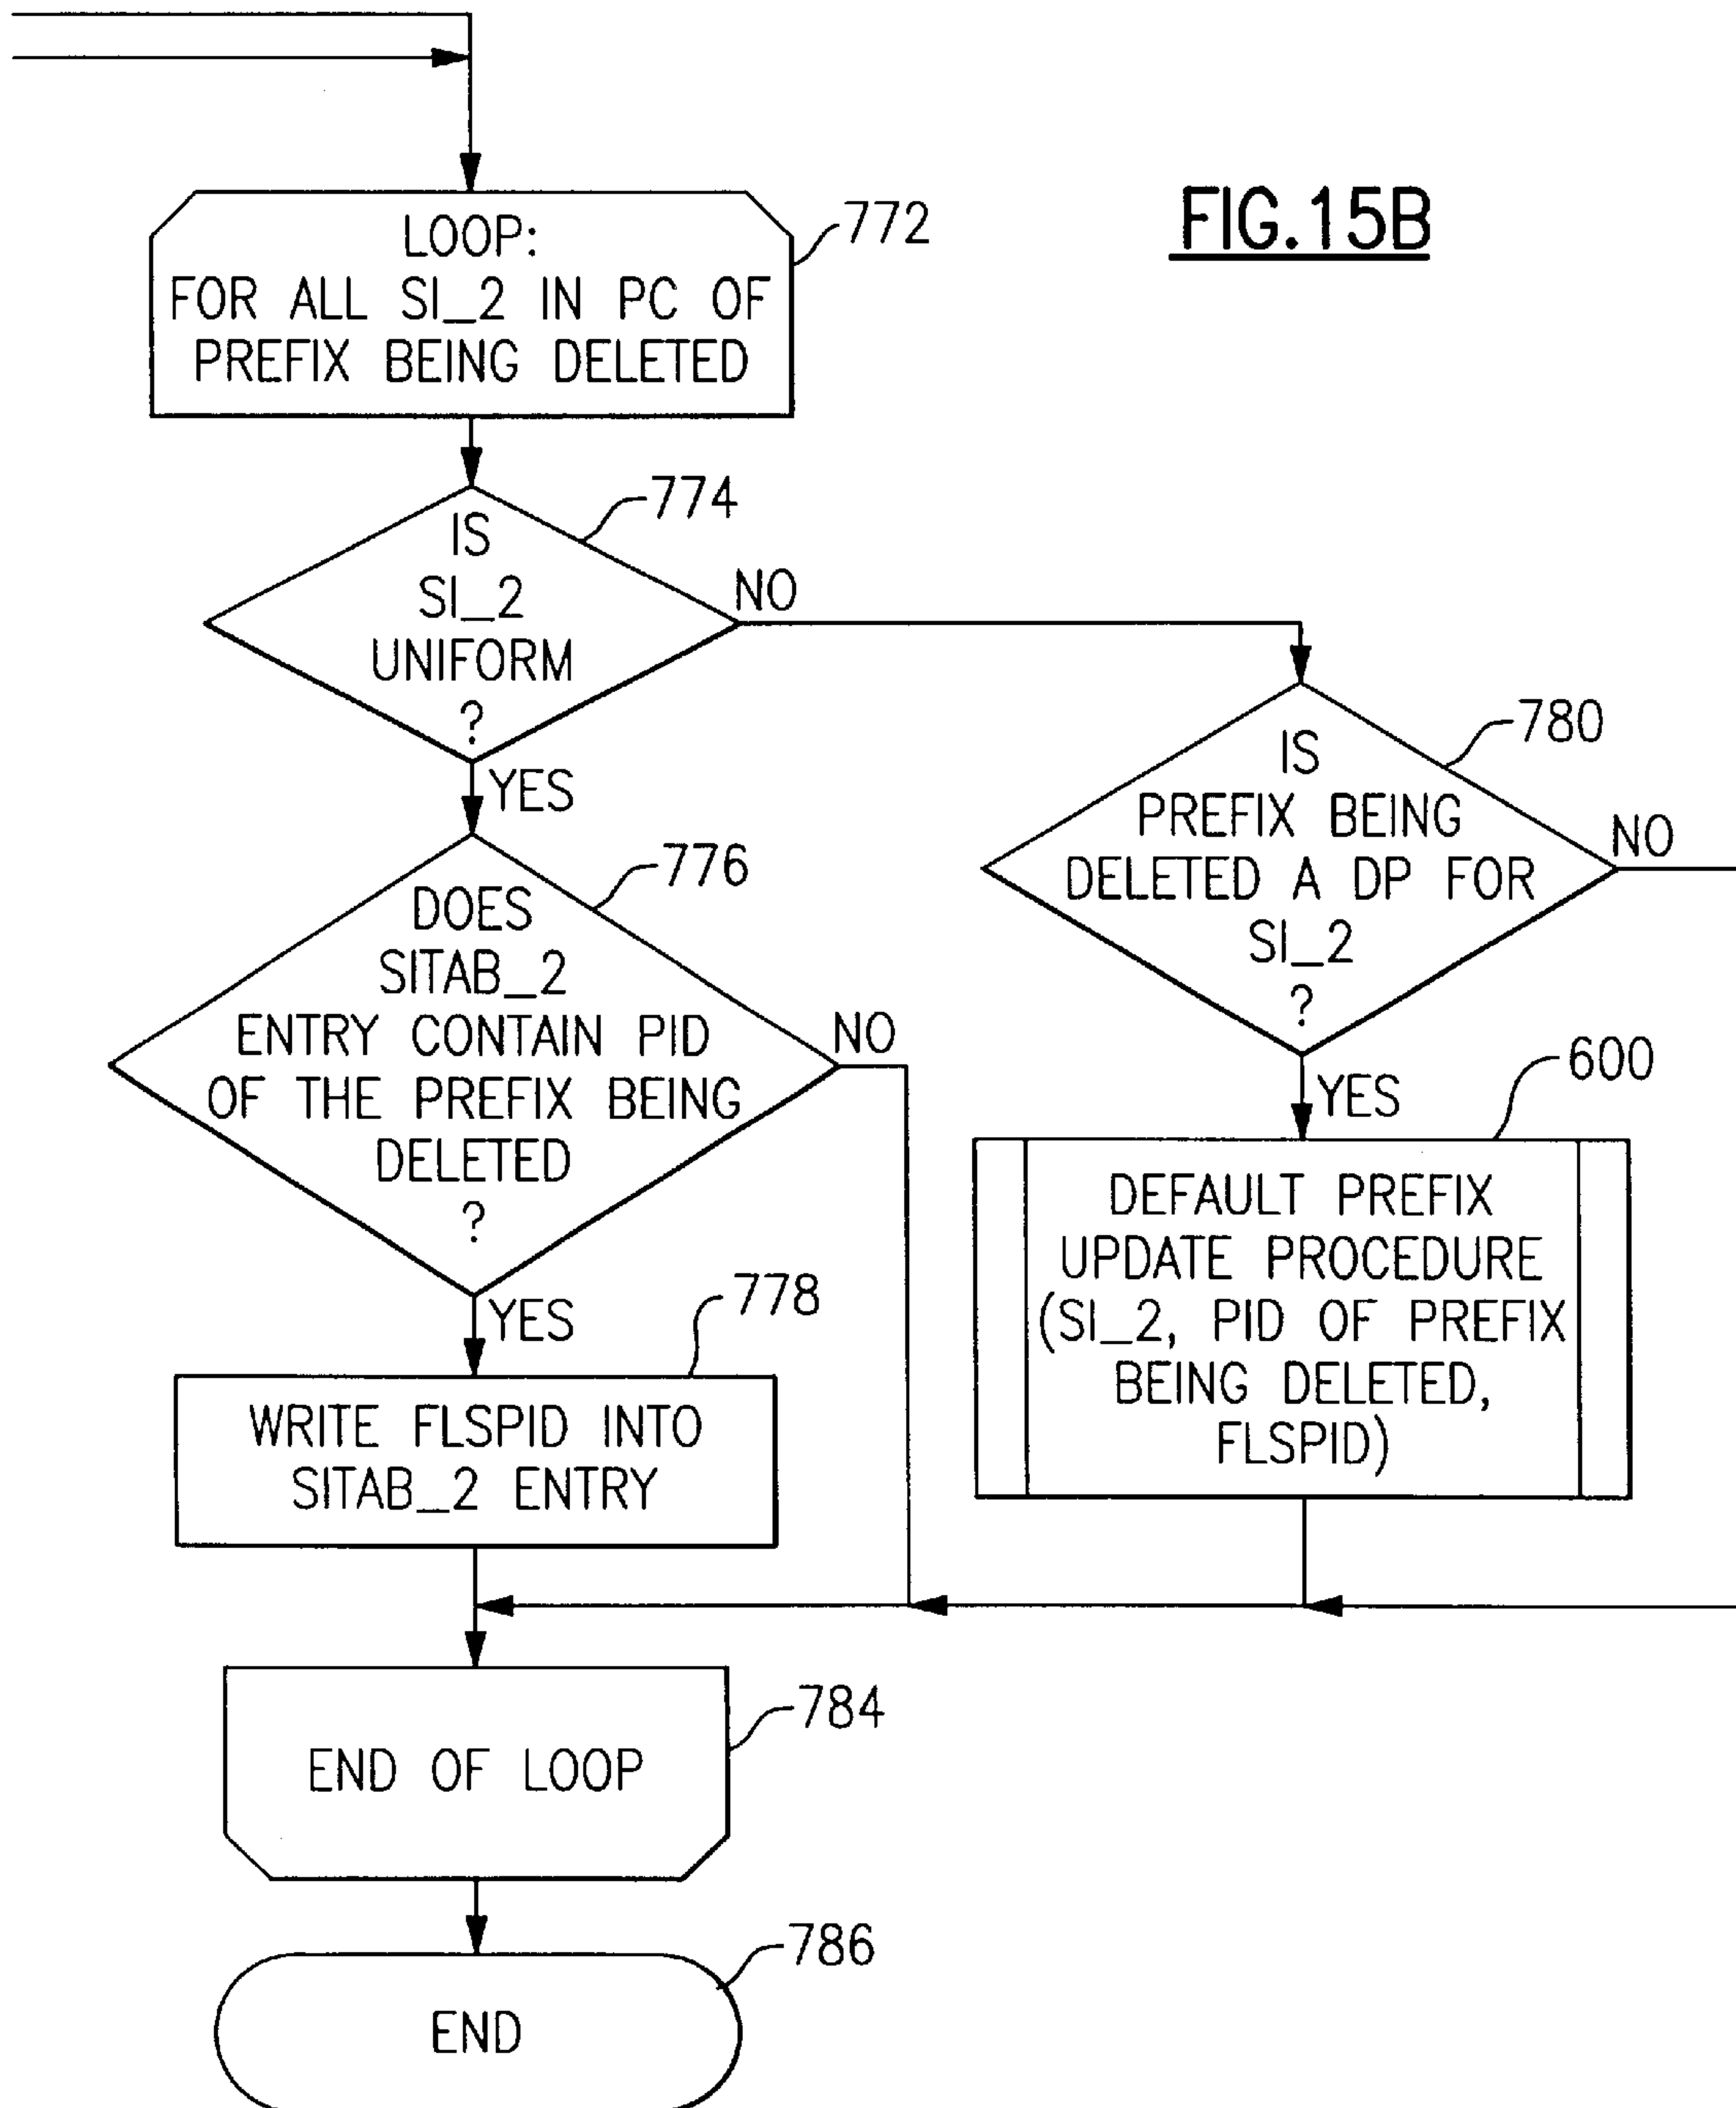 FIG.15B
LOOP:
FOR ALL SI_2 IN PC OF
PREFIX BEING DELETED
772
IS
SI_2
UNIFORM
?
774
NO
YES
DOES
SITAB_2
ENTRY CONTAIN PID
OF THE PREFIX BEING
DELETED
?
776
NO
YES
WRITE FLSPID INTO
SITAB_2 ENTRY
778
IS
PREFIX BEING
DELETED A DP FOR
SI_2
?
780
NO
YES
DEFAULT PREFIX
UPDATE PROCEDURE
(SI_2, PID OF PREFIX
BEING DELETED,
FLSPID)
600
END OF LOOP
784
END
786